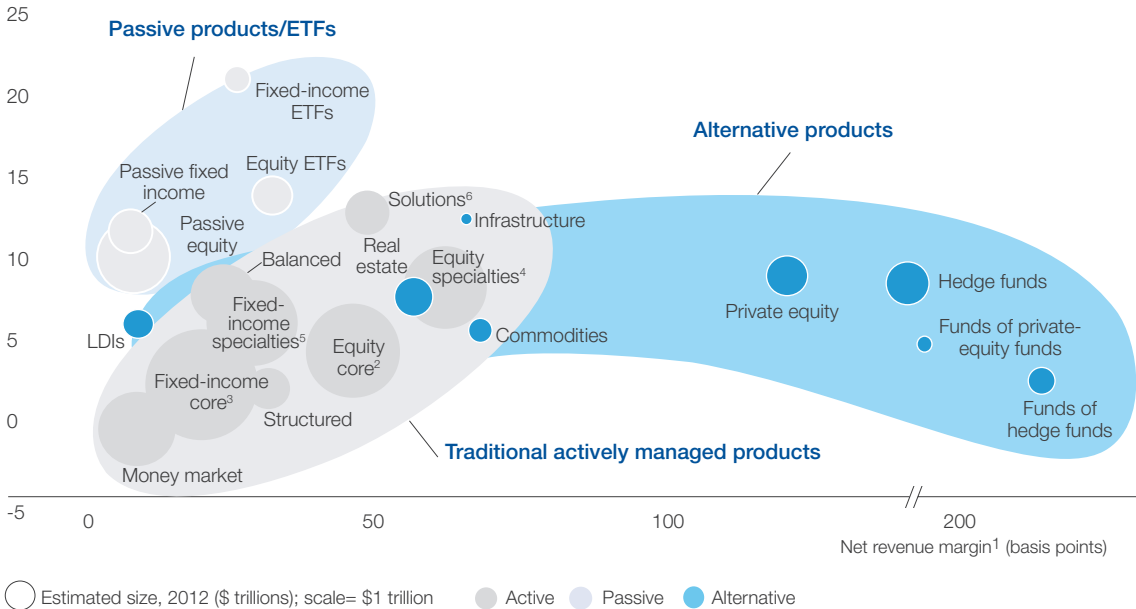 25
Passive products/ETFs
20
Fixed-income
ETFs
Alternative products
15
Passive fixed
income
Equity ETFs
Solutions⁶
Infrastructure
Passive
equity
10
Balanced
Real
estate
Equity
specialties⁴
Hedge funds
Private equity
Fixed-
income
specialties⁵
LDIs
5
Commodities
Funds of private-
equity funds
Equity
core²
Fixed-income
core³
Structured
Funds of
hedge funds
0
Traditional actively managed products
Money market
-5
0 50 100 200
Net revenue margin¹ (basis points)
Estimated size, 2012 ($ trillions); scale= $1 trillion Active Passive Alternative